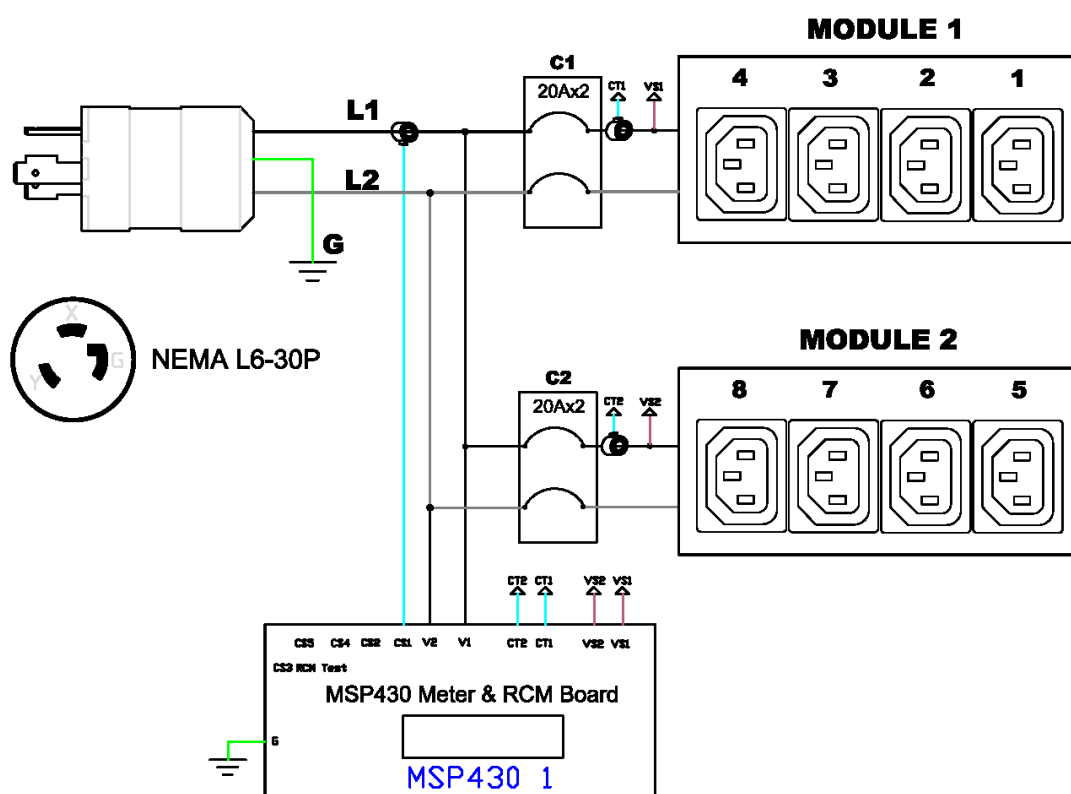 MODULE 1
C1
20Ax2
CT1 VS1
4 3 2 1
L1
L2
G
X
G
Y
NEMA L6-30P
MODULE 2
C2
20Ax2
CT2 VS2
8 7 6 5
CT2 CT1 VS2 VS1
CS5 CS4 CS2 CS1 V2 V1 CT2 CT1 VS2 VS1
CS3 RCM Test
MSP430 Meter & RCM Board
G
MSP430 1